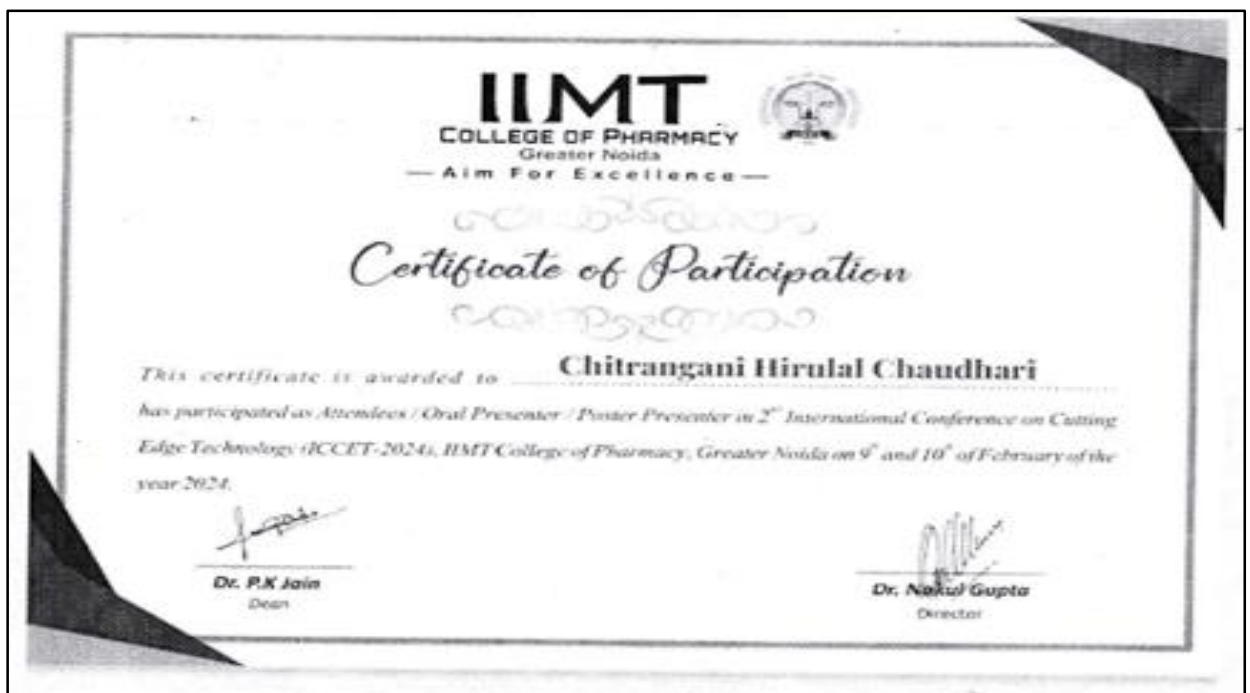 IIMT
COLLEGE OF PHARMACY
Greater Noida
— Aim For Excellence —
Certificate of Participation
This certificate is awarded to Chitrangani Hirulal Chaudhari
has participated as Attendees / Oral Presenter / Poster Presenter in 2nd International Conference on Cutting
Edge Technology (ICCET-2024), IIMT College of Pharmacy, Greater Noida on 9th and 10th of February of the
year 2024.
Dr. P.K Jain
Dean
Dr. Nakul Gupta
Director